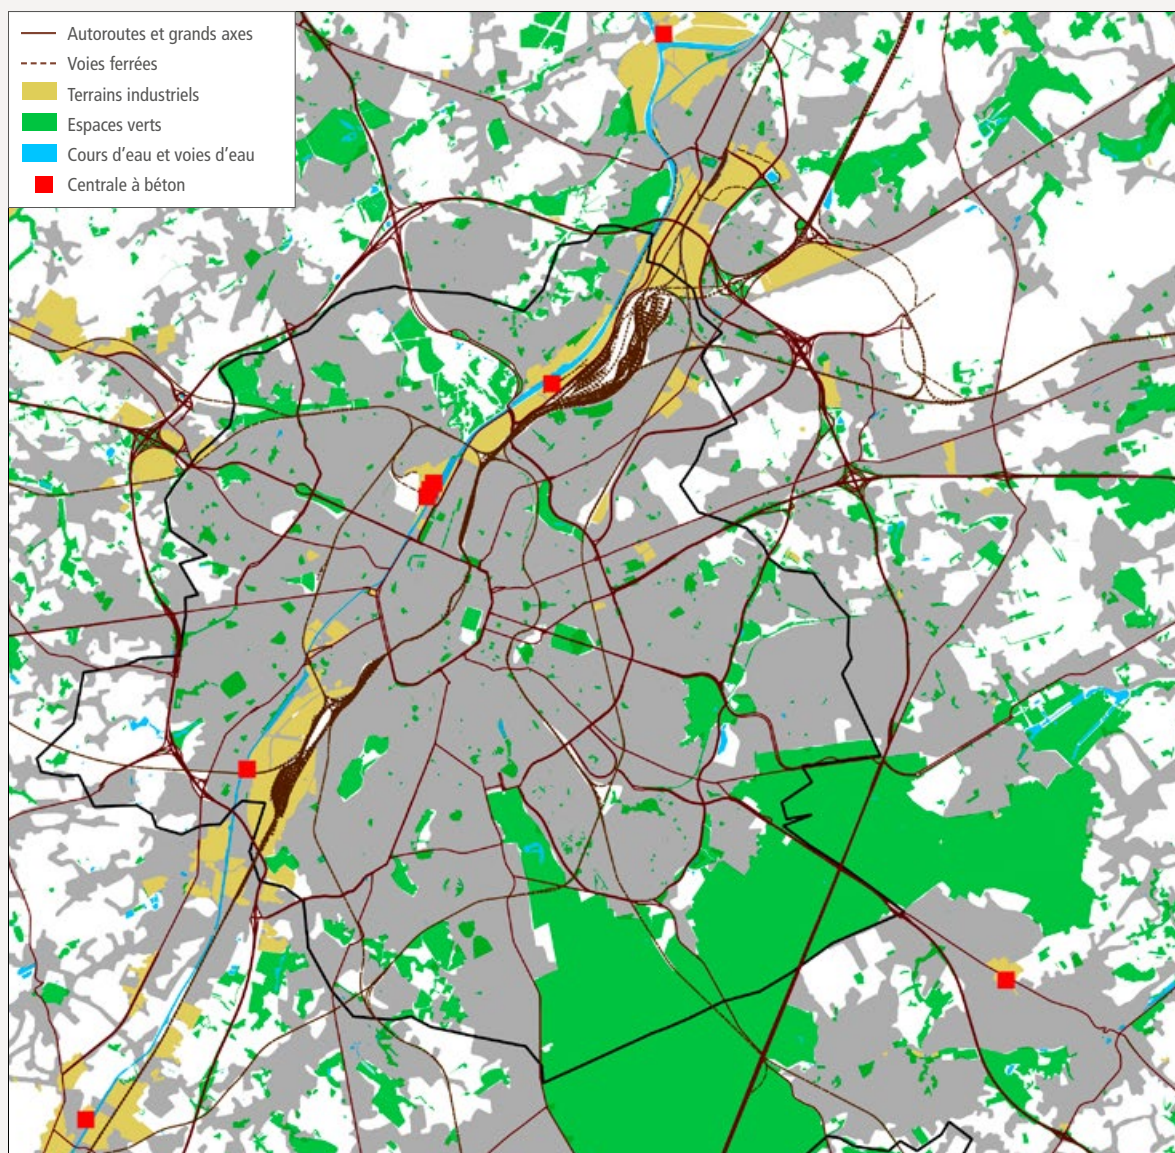 Autoroutes et grands axes
Voies ferrées
Terrains industriels
Espaces verts
Cours d’eau et voies d’eau
Centrale à béton